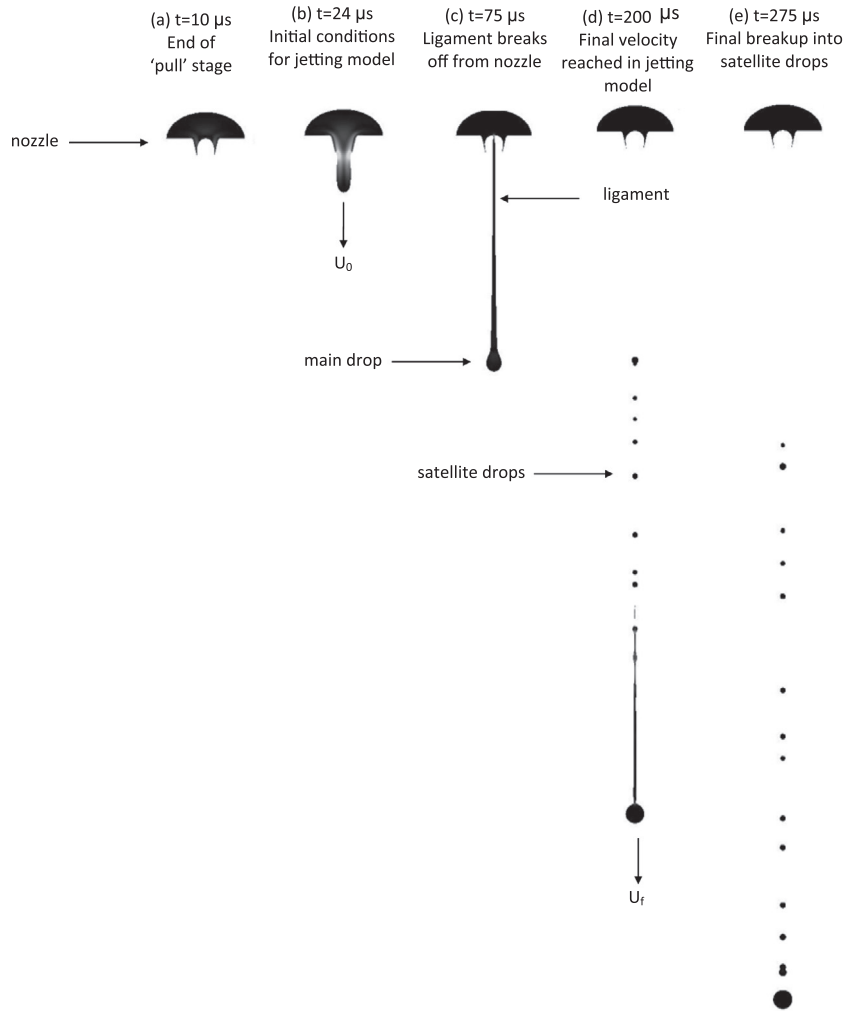 (a) t=10 μs
End of
‘pull’ stage
(b) t=24 μs
Initial conditions
for jetting model
(c) t=75 μs
Ligament breaks
off from nozzle
(d) t=200 μs
Final velocity
reached in jetting
model
(e) t=275 μs
Final breakup into
satellite drops
nozzle
ligament
U₀
main drop
satellite drops
U_f